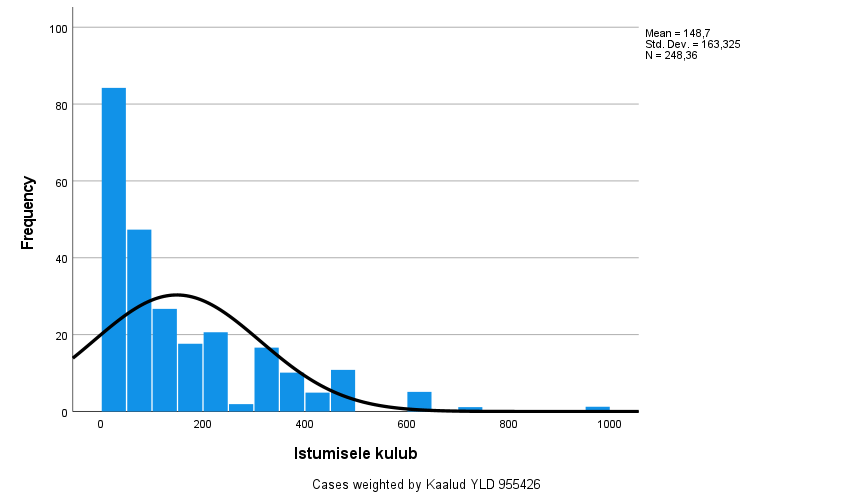 Mean = 148,7
Std. Dev. = 163,325
N = 248,36
Frequency
100
80
60
40
20
0
0 200 400 600 800 1000
Istumisele kulub
Cases weighted by Kaalud YLD 955426